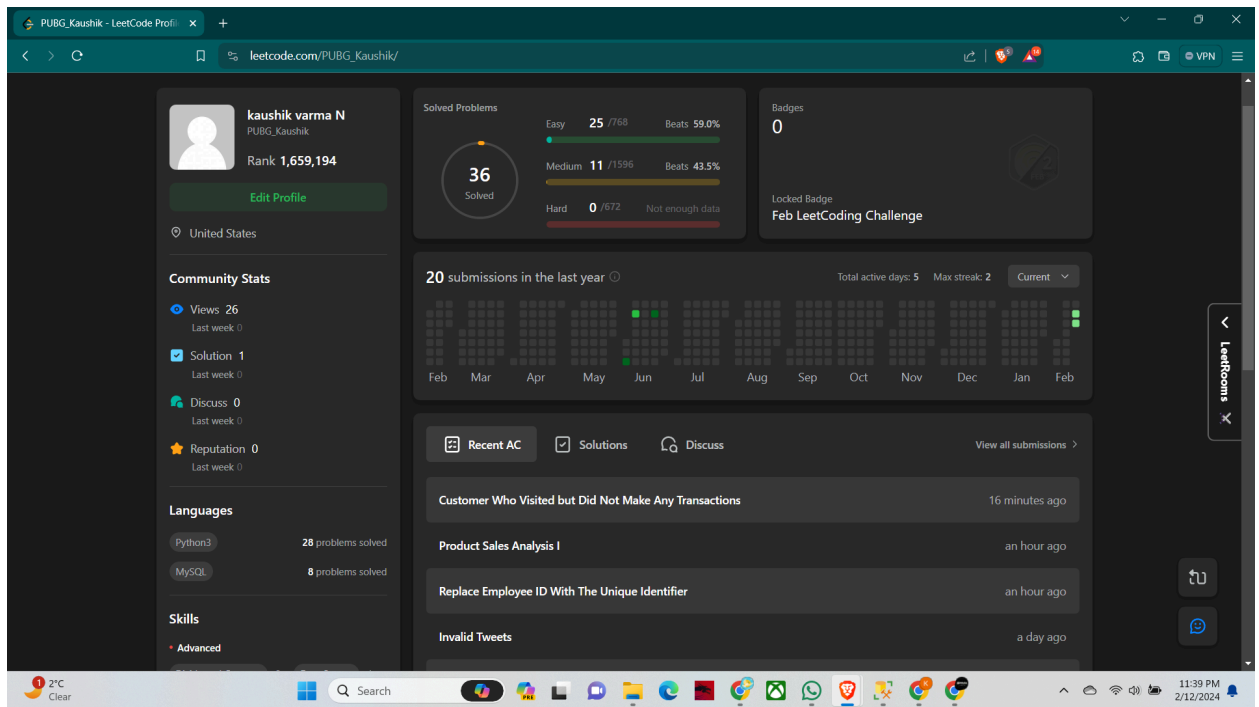 PUBG_Kaushik - LeetCode Profil
leetcode.com/PUBG_Kaushik/
VPN
kaushik varma N
PUBG_Kaushik
Rank 1,659,194
Edit Profile
United States
Community Stats
Views 26
Last week 0
Solution 1
Last week 0
Discuss 0
Last week 0
Reputation 0
Last week 0
Languages
Python3 28 problems solved
MySQL 8 problems solved
Skills
Advanced
Solved Problems
36
Solved
Easy 25 /768 Beats 59.0%
Medium 11 /1596 Beats 43.5%
Hard 0 /672 Not enough data
Badges
0
Locked Badge
Feb LeetCoding Challenge
20 submissions in the last year Total active days: 5 Max streak: 2 Current
Feb Mar Apr May Jun Jul Aug Sep Oct Nov Dec Jan Feb
Recent AC Solutions Discuss View all submissions
Customer Who Visited but Did Not Make Any Transactions 16 minutes ago
Product Sales Analysis I an hour ago
Replace Employee ID With The Unique Identifier an hour ago
Invalid Tweets a day ago
LeetRooms
1 2°C
Clear
Search
PRE
11:39 PM
2/12/2024